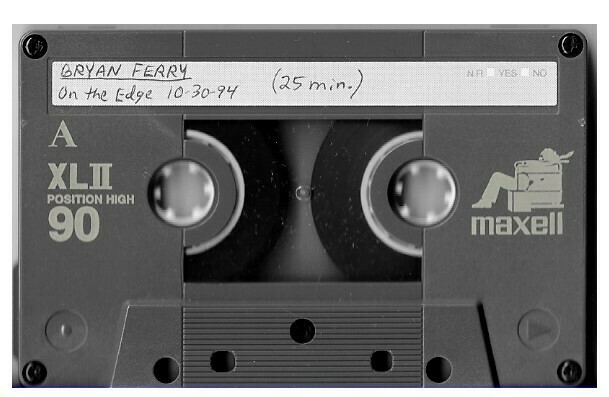 BRYAN FERRY
On the Edge 10-30-94 (25 min.)
N.R. YES NO
A
XLII
POSITION HIGH
90
maxell